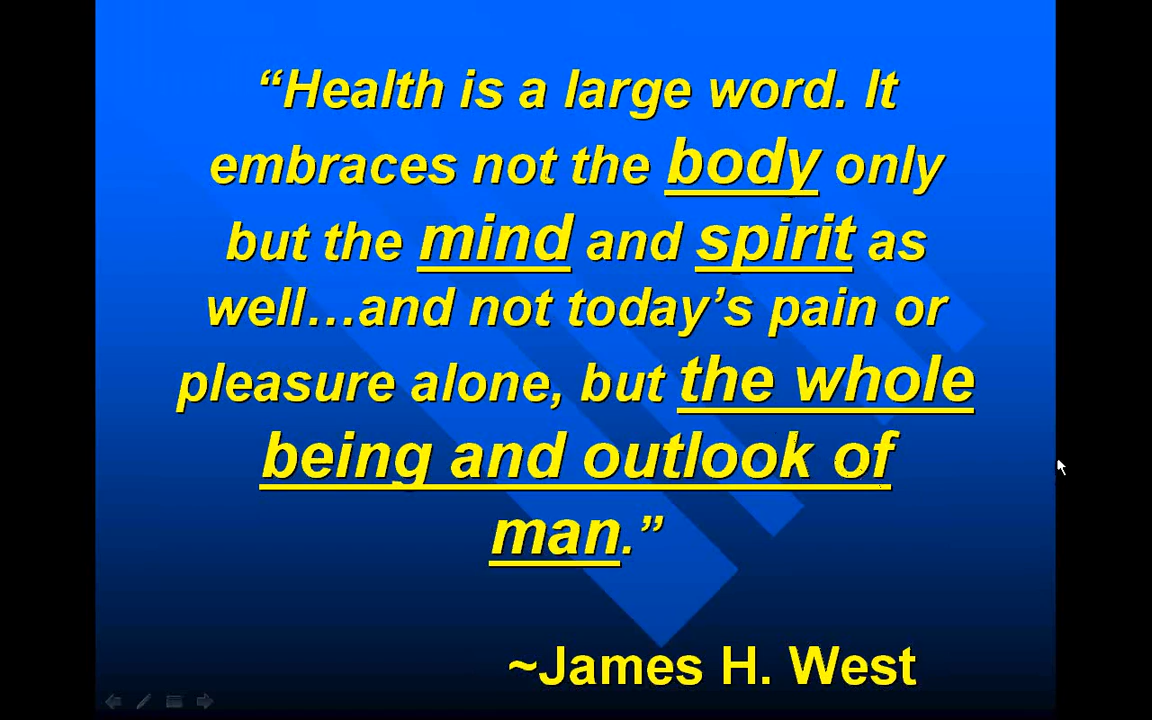 “Health is a large word. It
embraces not the body only
but the mind and spirit as
well…and not today’s pain or
pleasure alone, but the whole
being and outlook of
man.”
~James H. West